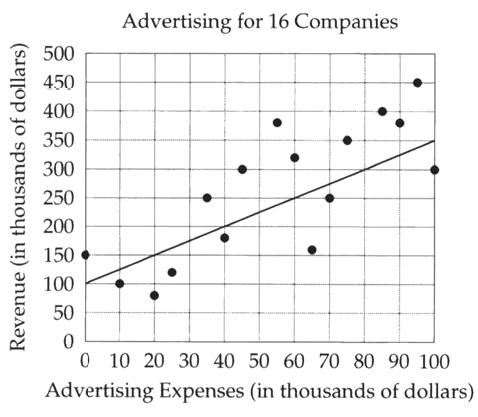 Advertising for 16 Companies
Revenue (in thousands of dollars)
500
450
400
350
300
250
200
150
100
50
0
0 10 20 30 40 50 60 70 80 90 100
Advertising Expenses (in thousands of dollars)